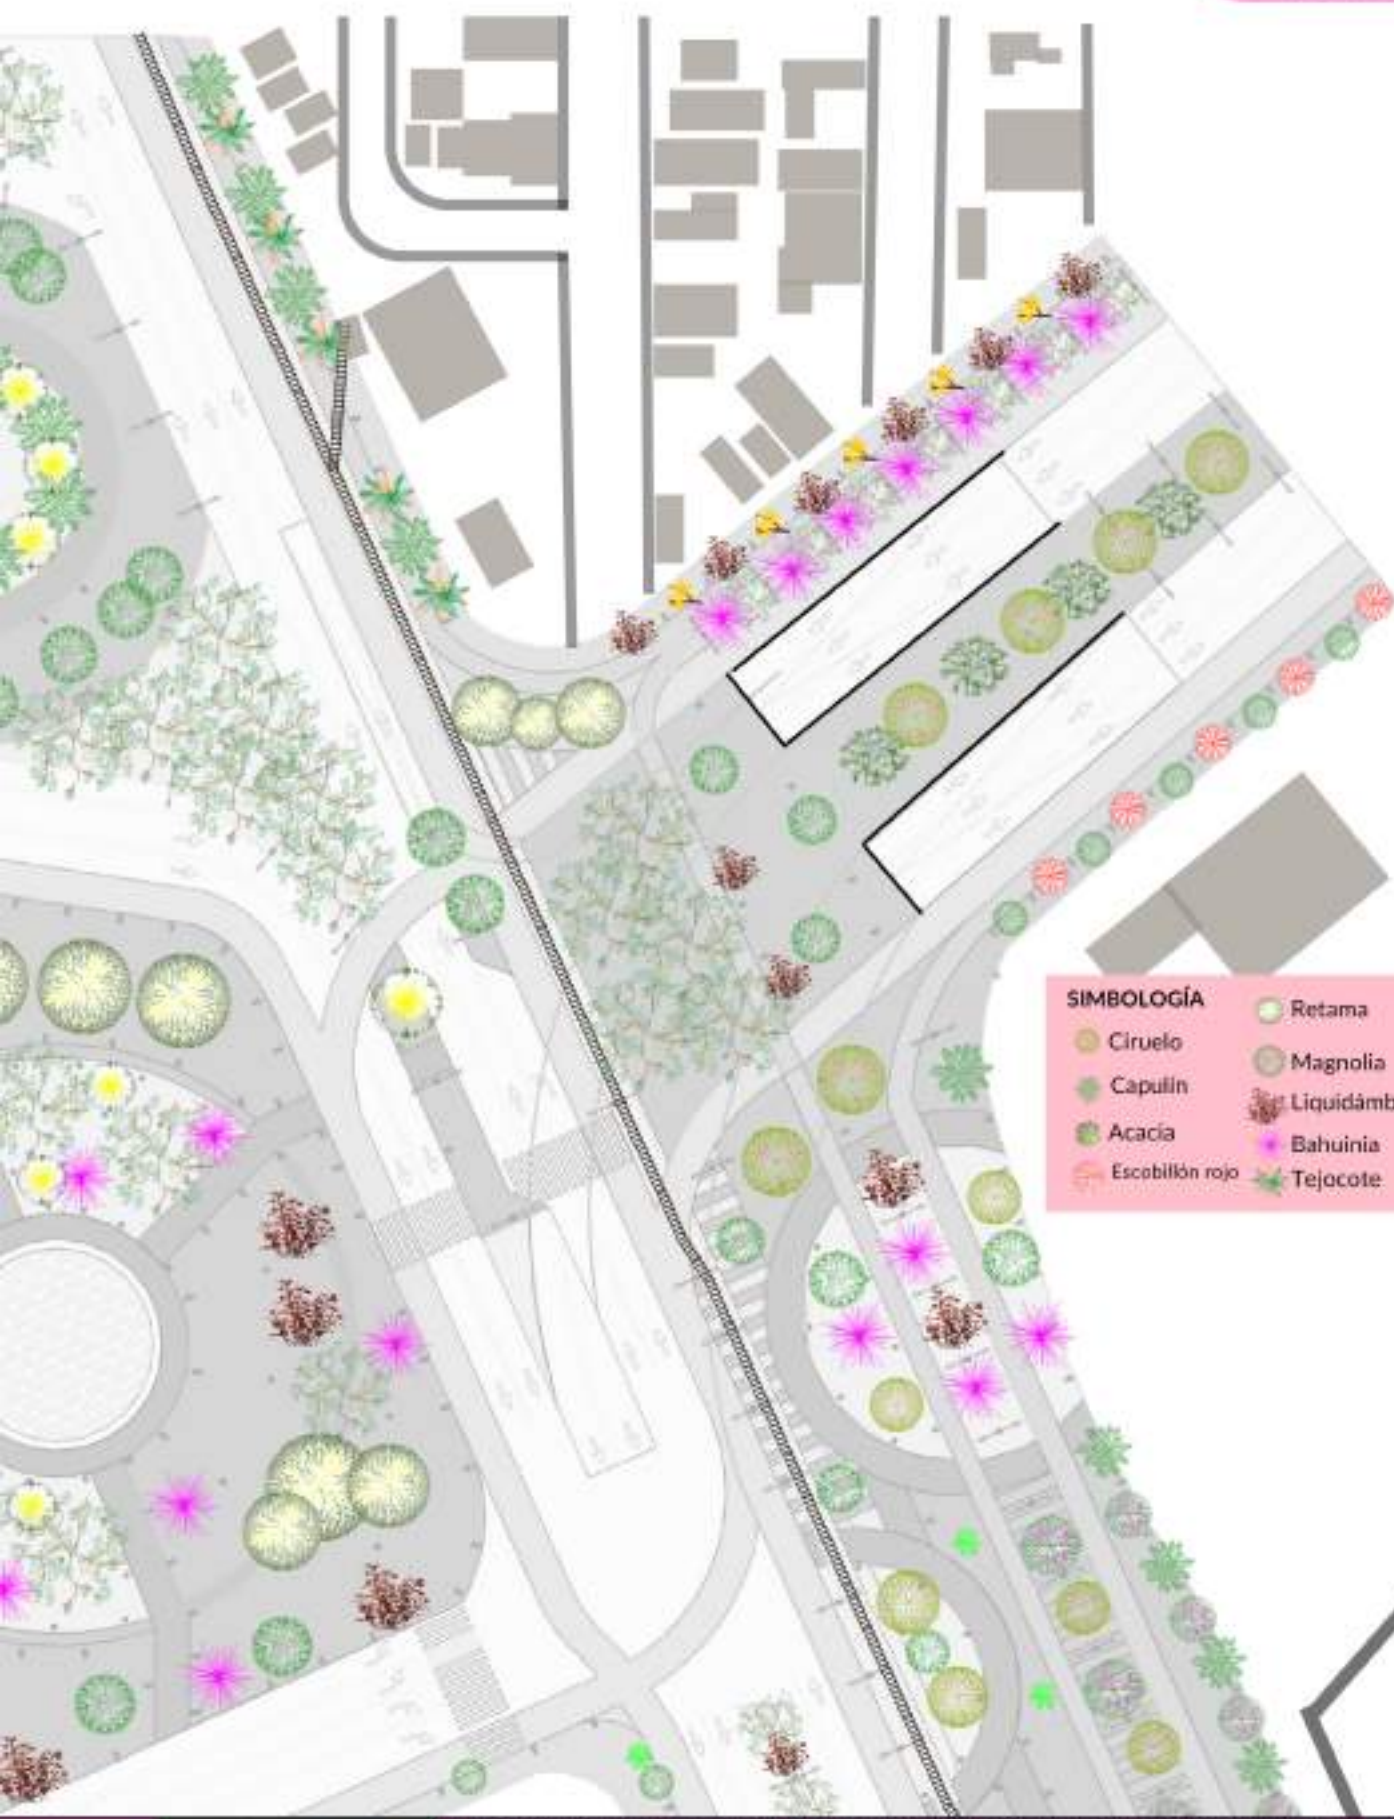 SIMBOLOGÍA
Ciruelo
Capulín
Acacia
Escobillón rojo
Retama
Magnolia
Liquidámb
Bahuinia
Tejocote